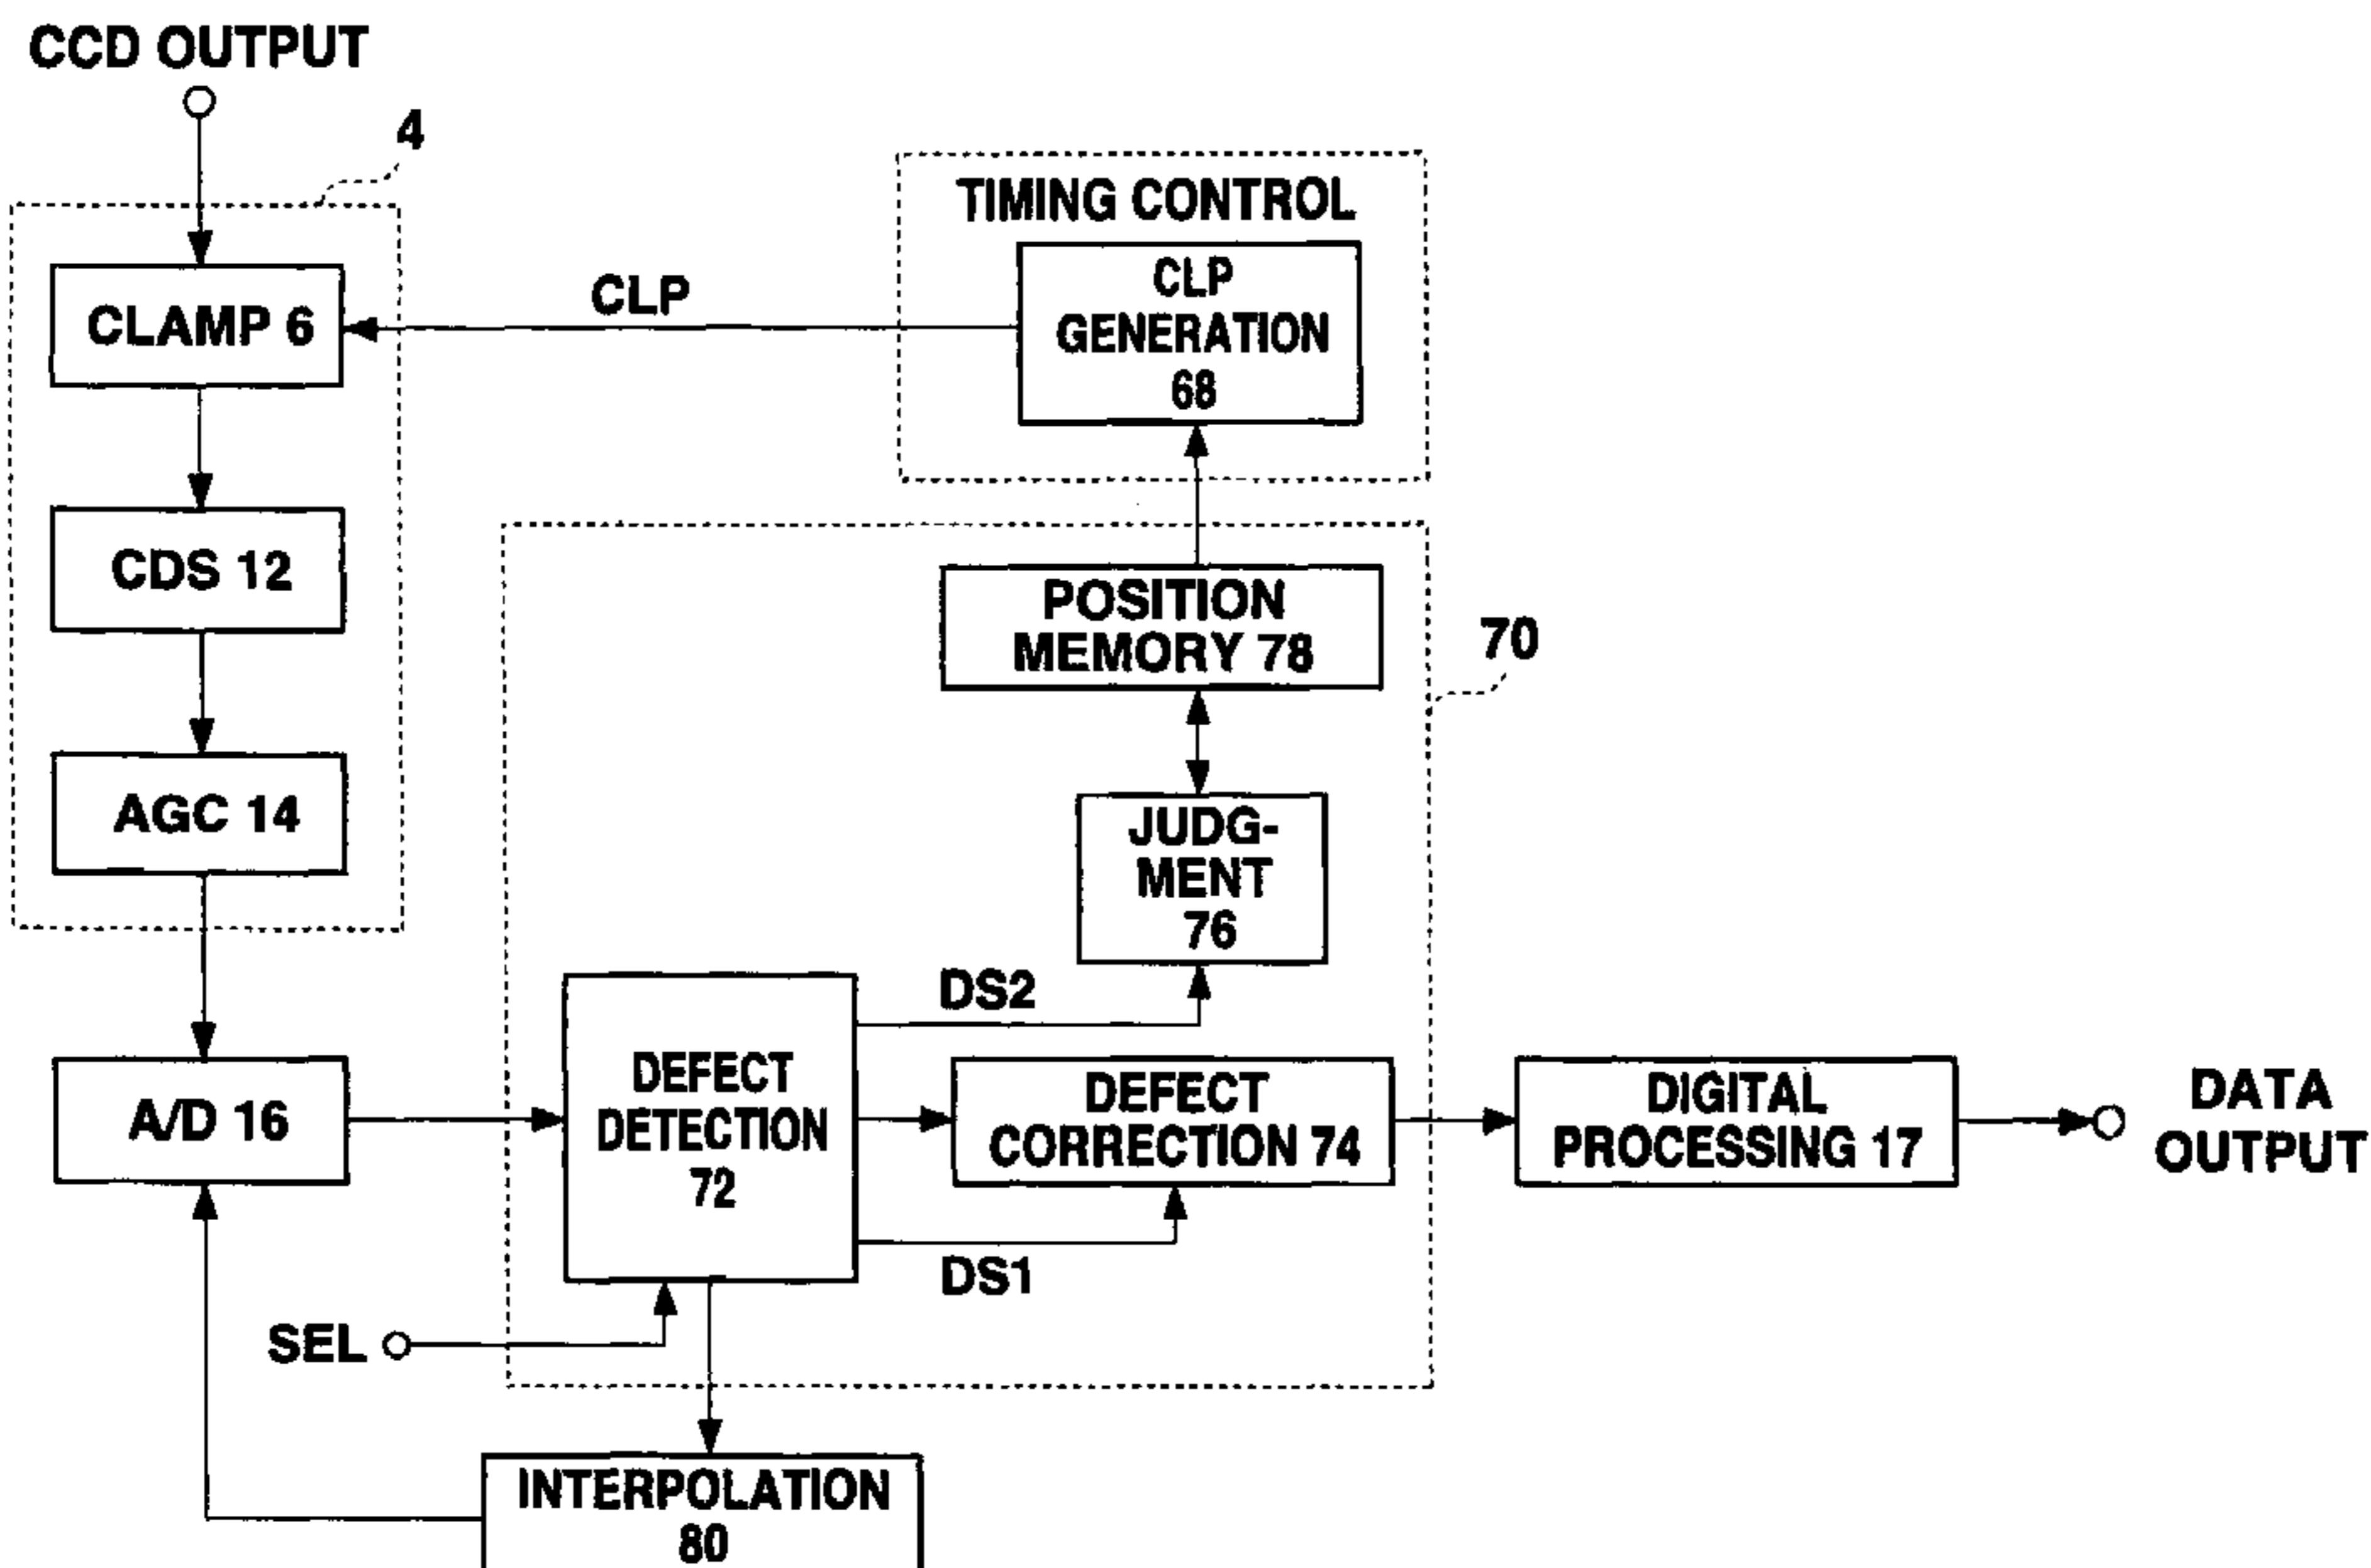 CCD OUTPUT
4
TIMING CONTROL
CLP
GENERATION
68
CLP
CLAMP 6
CDS 12
POSITION
MEMORY 78
70
AGC 14
JUDG-
MENT
76
DS2
DEFECT
DETECTION
72
A/D 16
DEFECT
CORRECTION 74
DIGITAL
PROCESSING 17
DATA
OUTPUT
DS1
SEL
INTERPOLATION
80